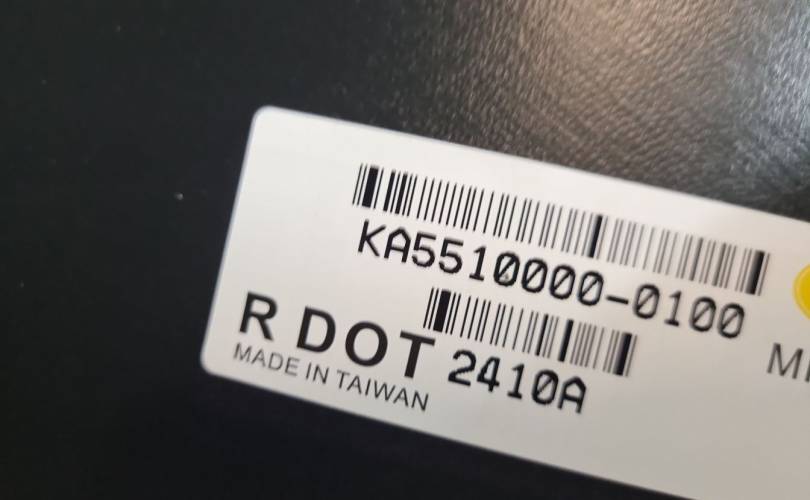 KA5510000-0100
R DOT 2410A
MADE IN TAIWAN